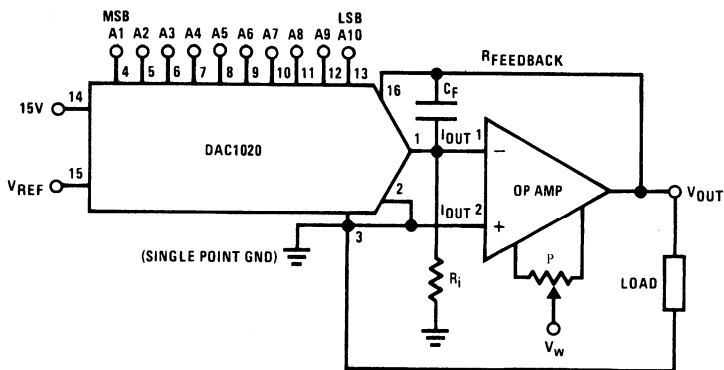 MSB LSB
A1 A2 A3 A4 A5 A6 A7 A8 A9 A10
4 5 6 7 8 9 10 11 12 13
16 RFEEDBACK
CF
15V 14
DAC1020
1 IOUT 1
−
OP AMP
VREF 15
2
IOUT 2
+
VOUT
3
(SINGLE POINT GND)
Ri
P
LOAD
VW